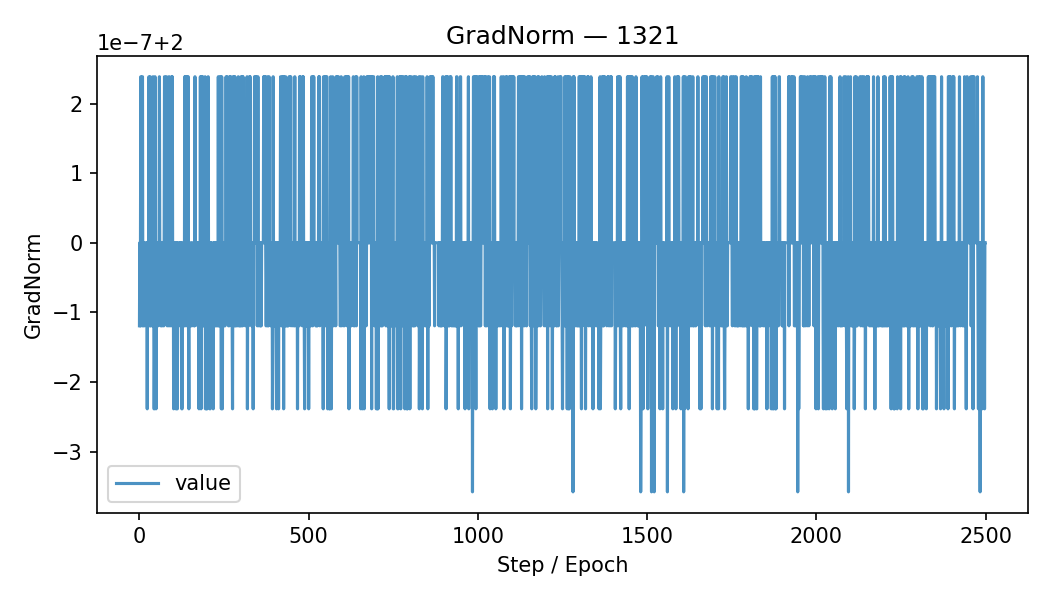 GradNorm — 1321
1e−7+2
2
1
0
−1
−2
−3
GradNorm
value
0 500 1000 1500 2000 2500
Step / Epoch